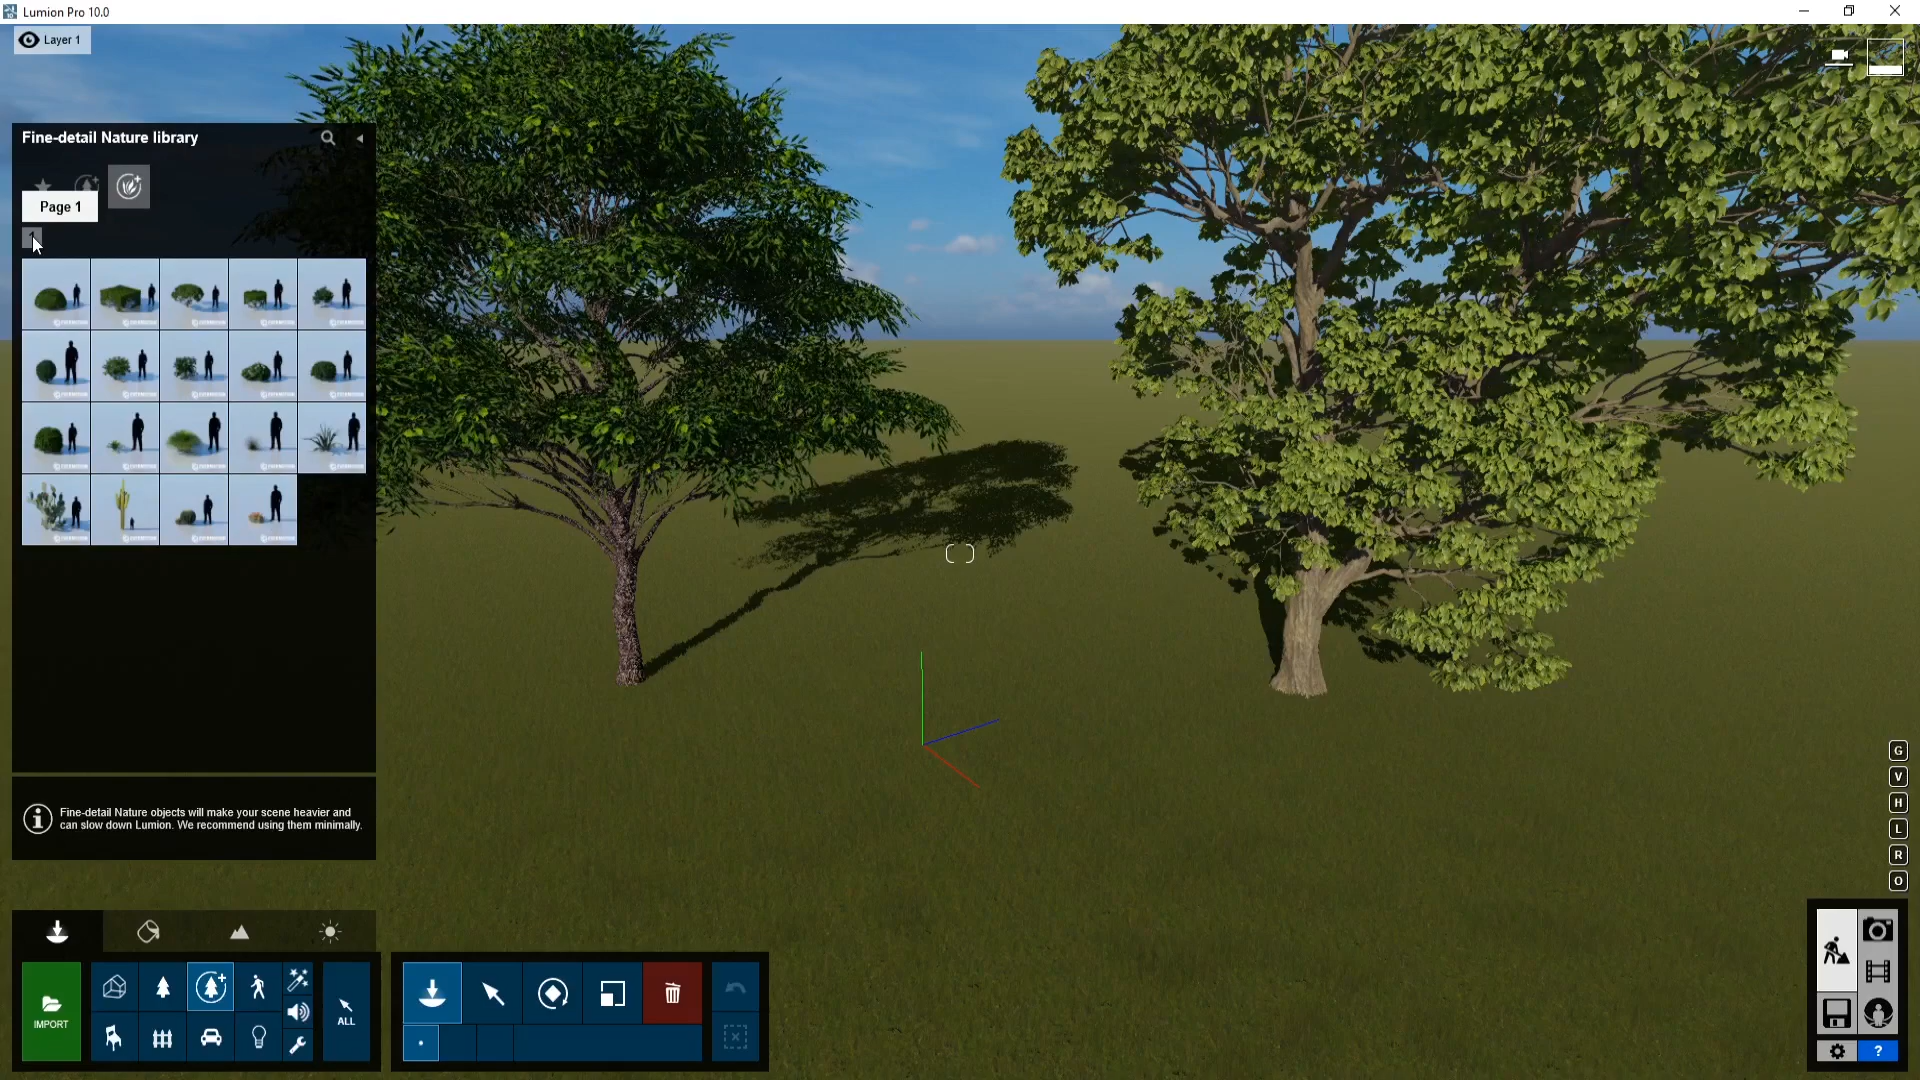 Lumion Pro 10.0
Layer 1
Fine-detail Nature library
Page 1
Fine-detail Nature objects will make your scene heavier and
can slow down Lumion. We recommend using them minimally.
G
V
H
L
R
O
IMPORT
ALL
?